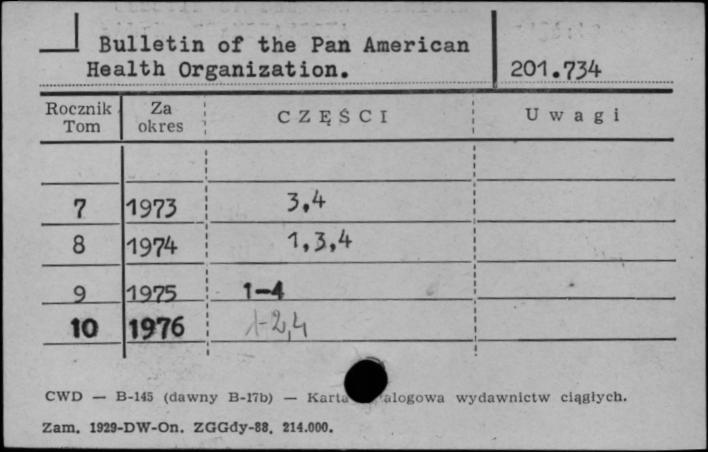 Bulletin of the Pan American
Health Organization.
201.734
Rocznik Tom
Za okres
CZĘŚCI
Uwagi
7 1973 3,4
8 1974 1,3,4
9 1975 1-4
10 1976 1-2,4
CWD — B-145 (dawny B-17b) — Karta alogowa wydawnictw ciągłych.
Zam. 1929-DW-On. ZGGdy-88, 214.000.